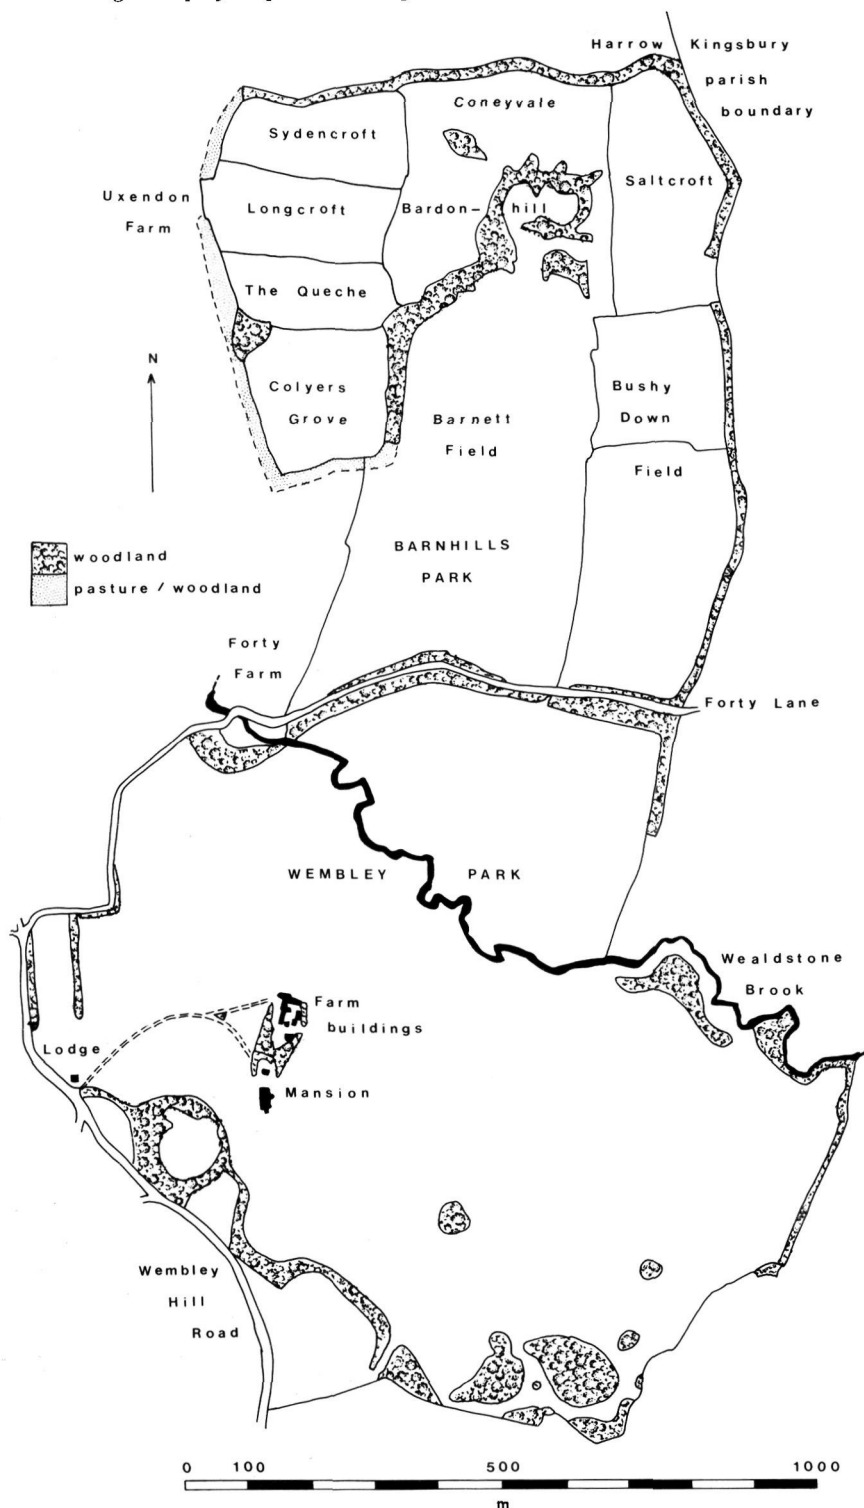 Harrow Kingsbury
parish
boundary
Coneyvale
Sydencroft
Saltcroft
Uxendon
Farm
Longcroft
Bardon-hill
The Queche
N
Colyers
Grove
Barnett
Field
Bushy
Down
Field
BARNHILLS
PARK
woodland
pasture / woodland
Forty
Farm
Forty Lane
WEMBLEY PARK
Wealdstone
Brook
Farm
buildings
Lodge
Mansion
Wembley
Hill
Road
0 100 500 1000
m